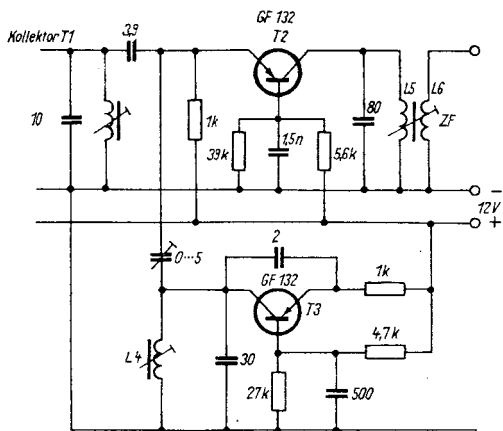 GF 132
Kollektor T1
3,9
T2
10
1k
39k
1,5n
5,6k
80
L5
L6
ZF
-
12V
+
0...5
2
GF 132
T3
1k
4,7k
L4
30
27k
500